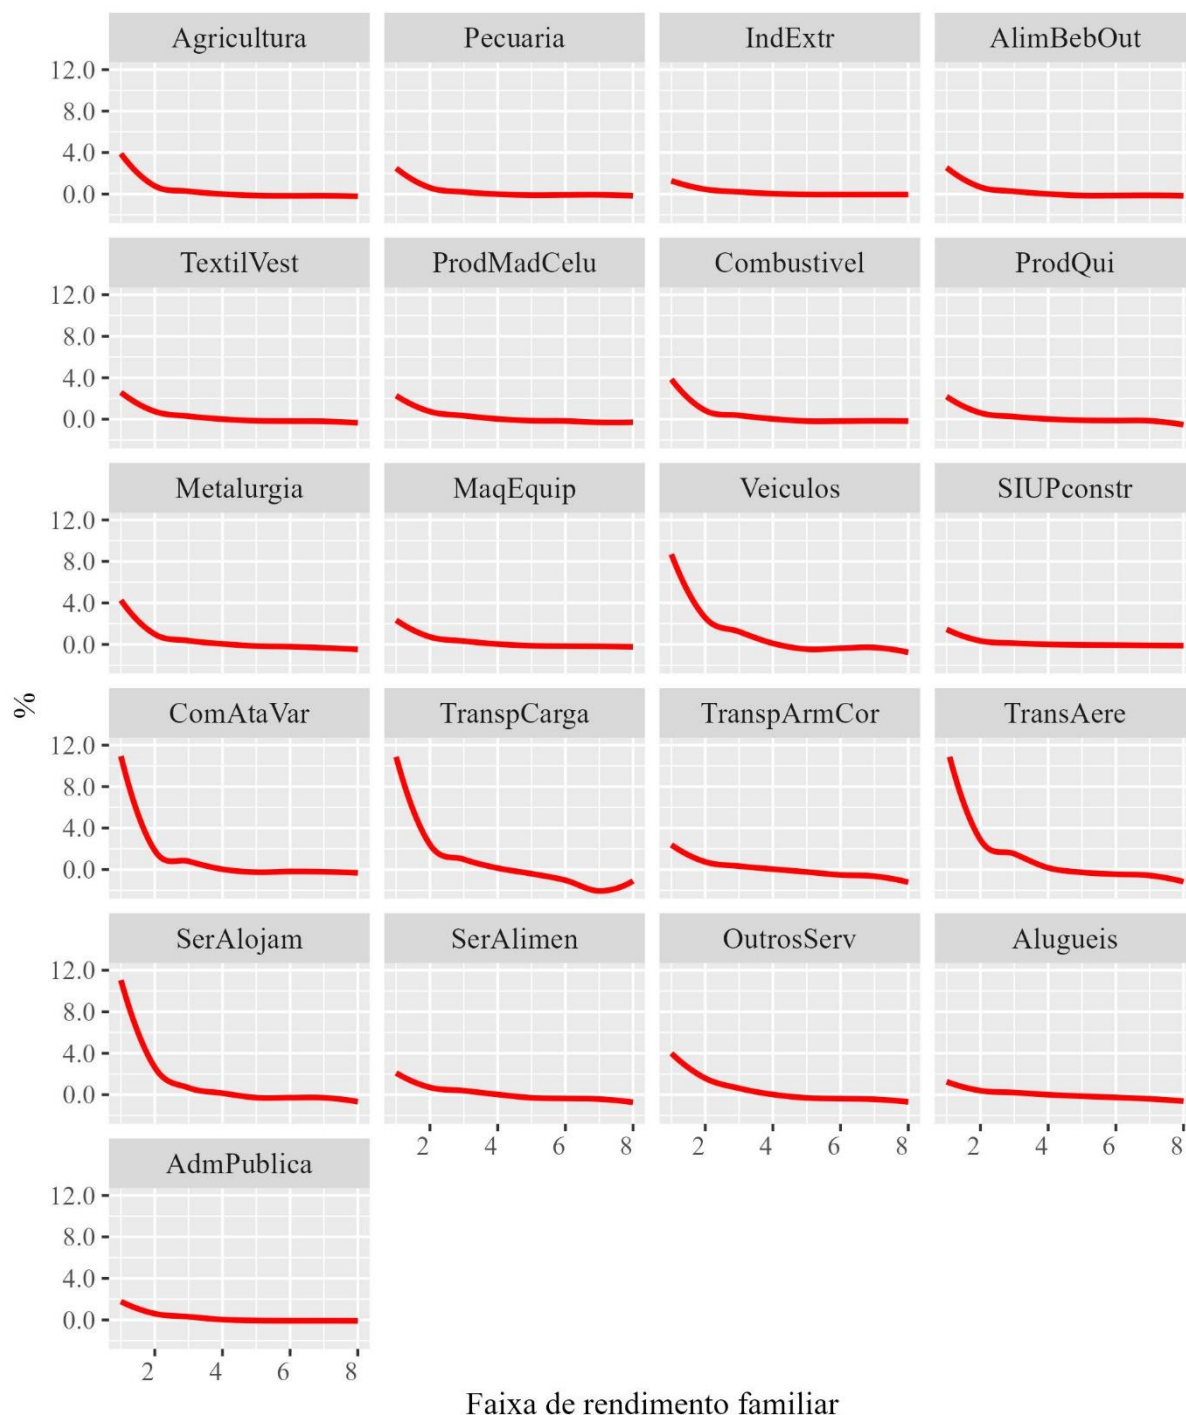 Agricultura Pecuaria IndExtr AlimBebOut
12.0
8.0
4.0
0.0
TextilVest ProdMadCelu Combustivel ProdQui
12.0
8.0
4.0
0.0
Metalurgia MaqEquip Veiculos SIUPconstr
12.0
8.0
4.0
0.0
%
ComAtaVar TranspCarga TranspArmCor TransAere
12.0
8.0
4.0
0.0
SerAlojam SerAlimen OutrosServ Alugueis
12.0
8.0
4.0
0.0
2 4 6 8 2 4 6 8 2 4 6 8
AdmPublica
12.0
8.0
4.0
0.0
2 4 6 8
Faixa de rendimento familiar